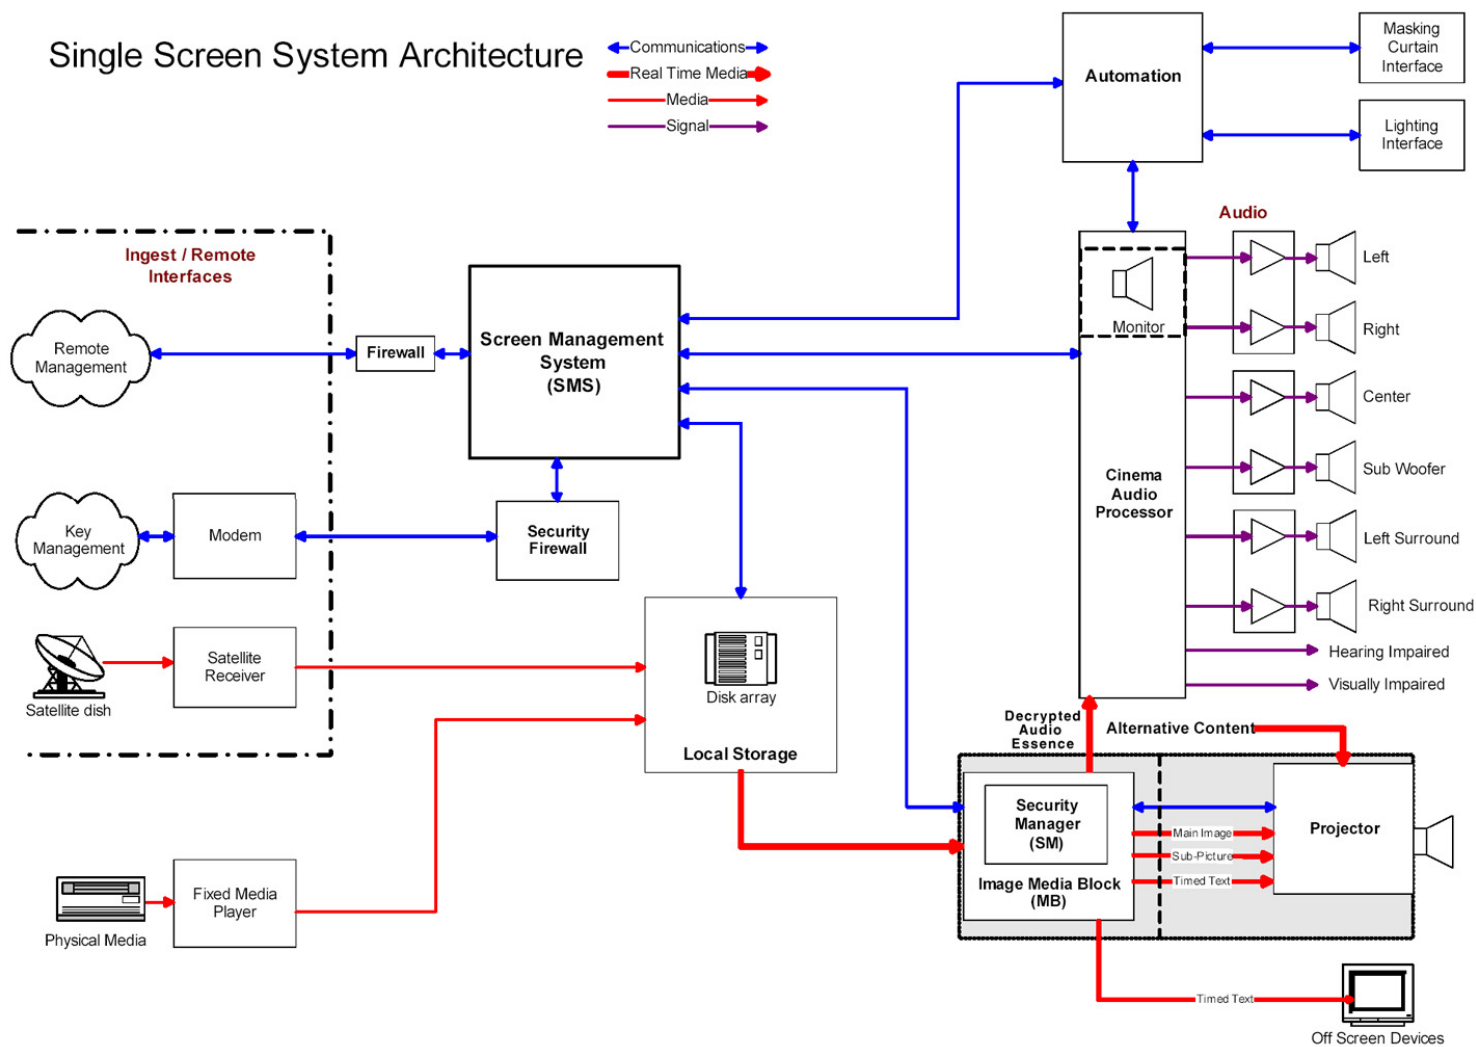 Single Screen System Architecture
Communications
Real Time Media
Media
Signal
Automation
Masking
Curtain
Interface
Lighting
Interface
Ingest / Remote
Interfaces
Remote
Management
Firewall
Screen Management
System
(SMS)
Audio
Monitor
Left
Right
Center
Sub Woofer
Left Surround
Right Surround
Hearing Impaired
Visually Impaired
Cinema
Audio
Processor
Key
Management
Modem
Security
Firewall
Satellite dish
Satellite
Receiver
Disk array
Local Storage
Decrypted
Audio
Essence
Alternative Content
Security
Manager
(SM)
Image Media Block
(MB)
Main Image
Sub-Picture
Timed Text
Projector
Physical Media
Fixed Media
Player
Timed Text
Off Screen Devices